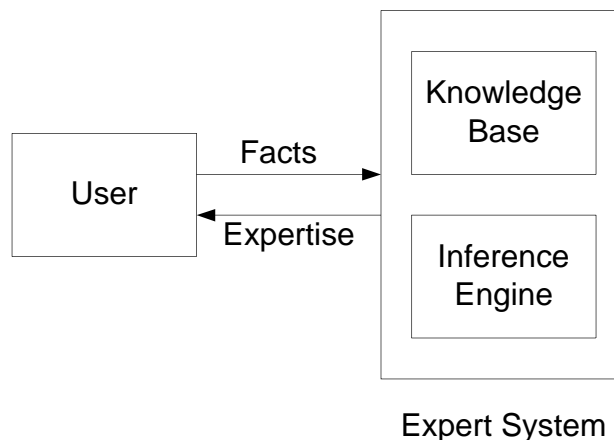 User
Facts
Expertise
Knowledge
Base
Inference
Engine
Expert System